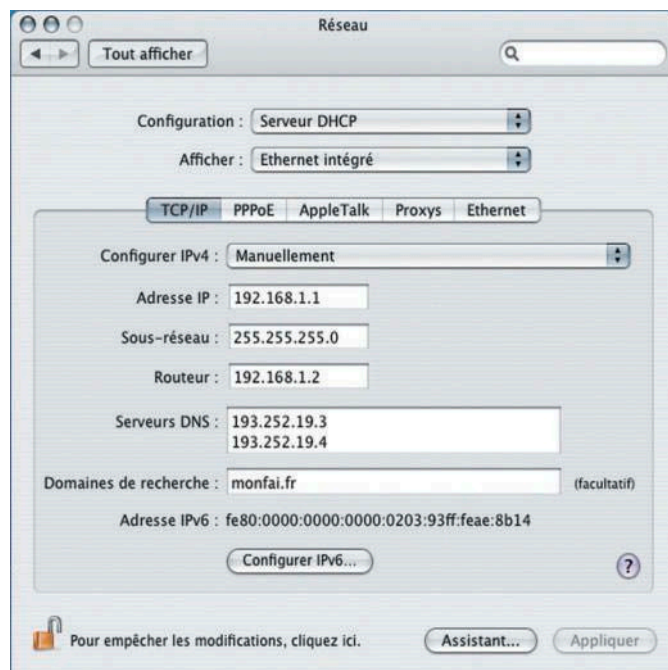 Réseau
Tout afficher
Configuration : Serveur DHCP
Afficher : Ethernet intégré
TCP/IP PPPoE AppleTalk Proxys Ethernet
Configurer IPv4 : Manuellement
Adresse IP : 192.168.1.1
Sous-réseau : 255.255.255.0
Routeur : 192.168.1.2
Serveurs DNS : 193.252.19.3
193.252.19.4
Domaines de recherche : monfai.fr (facultatif)
Adresse IPv6 : fe80:0000:0000:0000:0203:93ff:feae:8b14
Configurer IPv6...
?
Pour empêcher les modifications, cliquez ici. Assistant... Appliquer